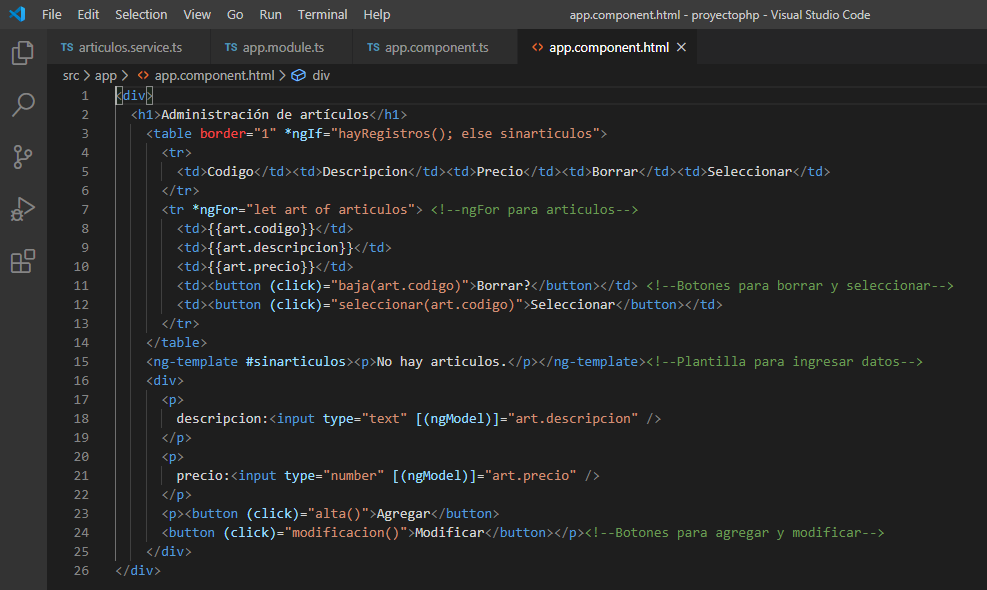 File Edit Selection View Go Run Terminal Help app.component.html - proyectophp - Visual Studio Code
TS articulos.service.ts TS app.module.ts TS app.component.ts <> app.component.html ×
src > app > <> app.component.html > div
1 <div>
2 <h1>Administración de artículos</h1>
3 <table border="1" *ngIf="hayRegistros(); else sinarticulos">
4 <tr>
5 <td>Codigo</td><td>Descripcion</td><td>Precio</td><td>Borrar</td><td>Seleccionar</td>
6 </tr>
7 <tr *ngFor="let art of articulos"> <!--ngFor para articulos-->
8 <td>{{art.codigo}}</td>
9 <td>{{art.descripcion}}</td>
10 <td>{{art.precio}}</td>
11 <td><button (click)="baja(art.codigo)">Borrar?</button></td> <!--Botones para borrar y seleccionar-->
12 <td><button (click)="seleccionar(art.codigo)">Seleccionar</button></td>
13 </tr>
14 </table>
15 <ng-template #sinarticulos><p>No hay articulos.</p></ng-template><!--Plantilla para ingresar datos-->
16 <div>
17 <p>
18 descripcion:<input type="text" [(ngModel)]="art.descripcion" />
19 </p>
20 <p>
21 precio:<input type="number" [(ngModel)]="art.precio" />
22 </p>
23 <p><button (click)="alta()">Agregar</button>
24 <button (click)="modificacion()">Modificar</button></p><!--Botones para agregar y modificar-->
25 </div>
26 </div>